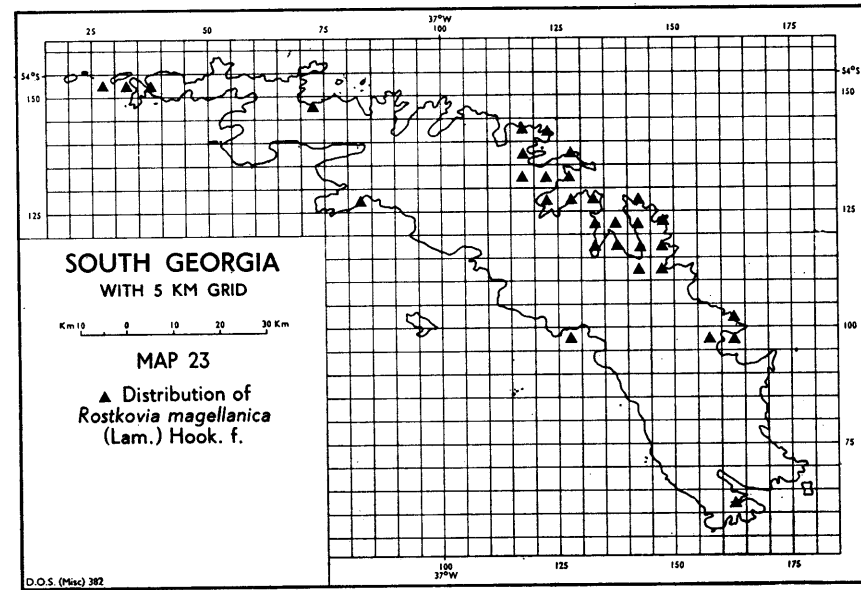 37°W
25 50 75 100 125 150 175
54°S 54°S
150 150
125 125
SOUTH GEORGIA
WITH 5 KM GRID
Km 10 0 10 20 30 Km
100
MAP 23
▲ Distribution of
Rostkovia magellanica
(Lam.) Hook. f.
75
100 125 150 175
37°W
D.O.S. (Misc) 382